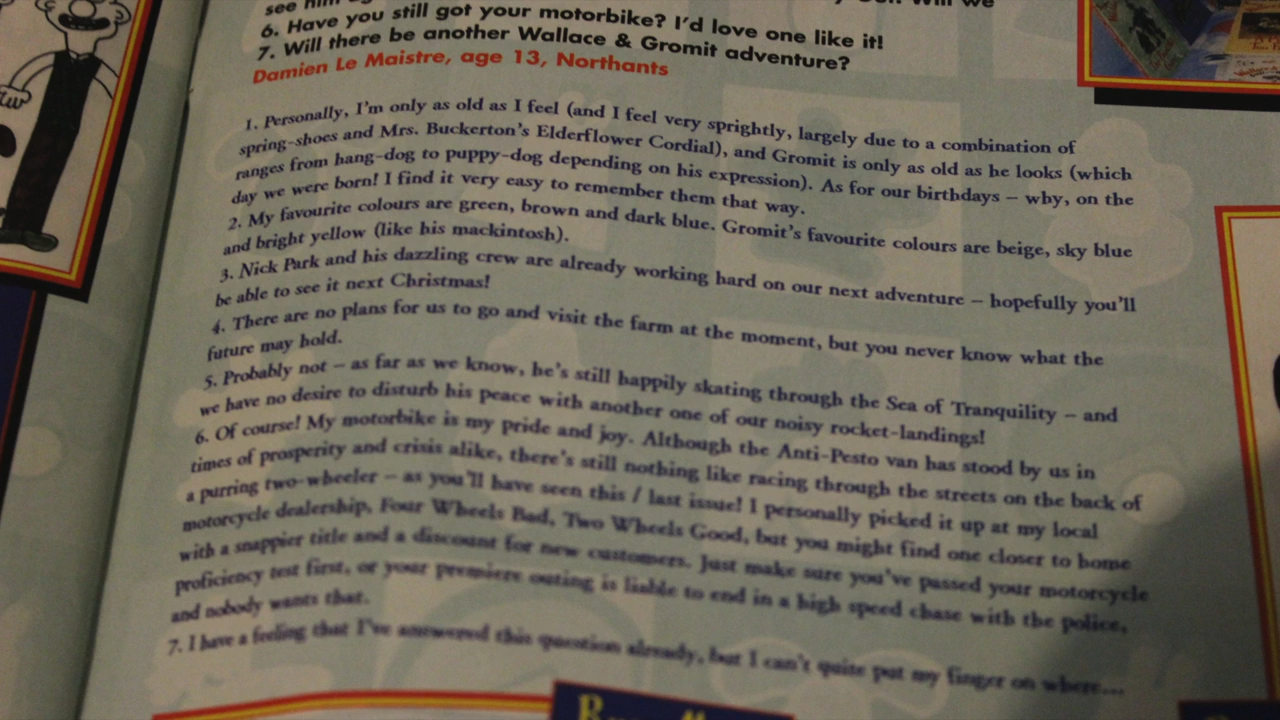 see him
6. Have you still got your motorbike? I'd love one like it!
7. Will there be another Wallace & Gromit adventure?
Damien Le Maistre, age 13, Northants
1. Personally, I'm only as old as I feel (and I feel very sprightly, largely due to a combination of
spring-shoes and Mrs. Buckerton's Elderflower Cordial), and Gromit is only as old as he looks (which
ranges from hang-dog to puppy-dog depending on his expression). As for our birthdays – why, on the
day we were born! I find it very easy to remember them that way.
2. My favourite colours are green, brown and dark blue. Gromit's favourite colours are beige, sky blue
and bright yellow (like his mackintosh).
3. Nick Park and his dazzling crew are already working hard on our next adventure – hopefully you'll
be able to see it next Christmas!
4. There are no plans for us to go and visit the farm at the moment, but you never know what the
future may hold.
5. Probably not – as far as we know, he's still happily skating through the Sea of Tranquility – and
we have no desire to disturb his peace with another one of our noisy rocket-landings!
6. Of course! My motorbike is my pride and joy. Although the Anti-Pesto van has stood by us in
times of prosperity and crisis alike, there's still nothing like racing through the streets on the back of
a purring two-wheeler – as you'll have seen this / last issue! I personally picked it up at my local
motorcycle dealership, Four Wheels Bad, Two Wheels Good, but you might find one closer to home
with a snappier title and a discount for new customers. Just make sure you've passed your motorcycle
proficiency test first, or your premiere outing is liable to end in a high speed chase with the police,
and nobody wants that.
7. I have a feeling that I've answered this question already, but I can't quite put my finger on where...